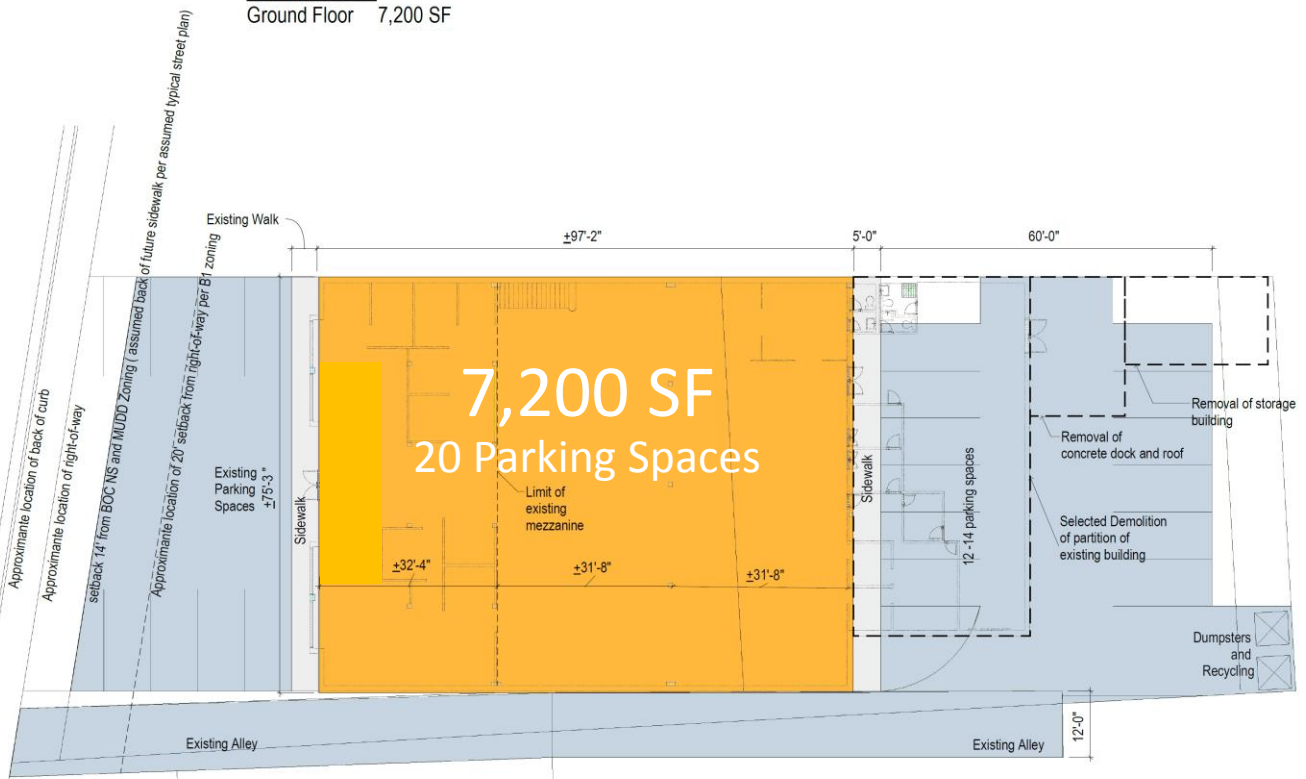 Ground Floor 7,200 SF
Approximante location of back of curb
Approximante location of right-of-way
setback 14' from BOC NS and MUDD Zoning ( assumed back of future sidewalk per assumed typical street plan)
Approximante location of 20' setback from right-of-way per B1 zoning
Existing Walk
+97'-2"
5'-0"
60'-0"
Existing
Parking
Spaces
+75'-3"
Sidewalk
7,200 SF
20 Parking Spaces
Limit of
existing
mezzanine
+32'-4"
+31'-8"
+31'-8"
Sidewalk
12 -14 parking spaces
Removal of storage
building
Removal of
concrete dock and roof
Selected Demolition
of partition of
existing building
Dumpsters
and
Recycling
12'-0"
Existing Alley
Existing Alley